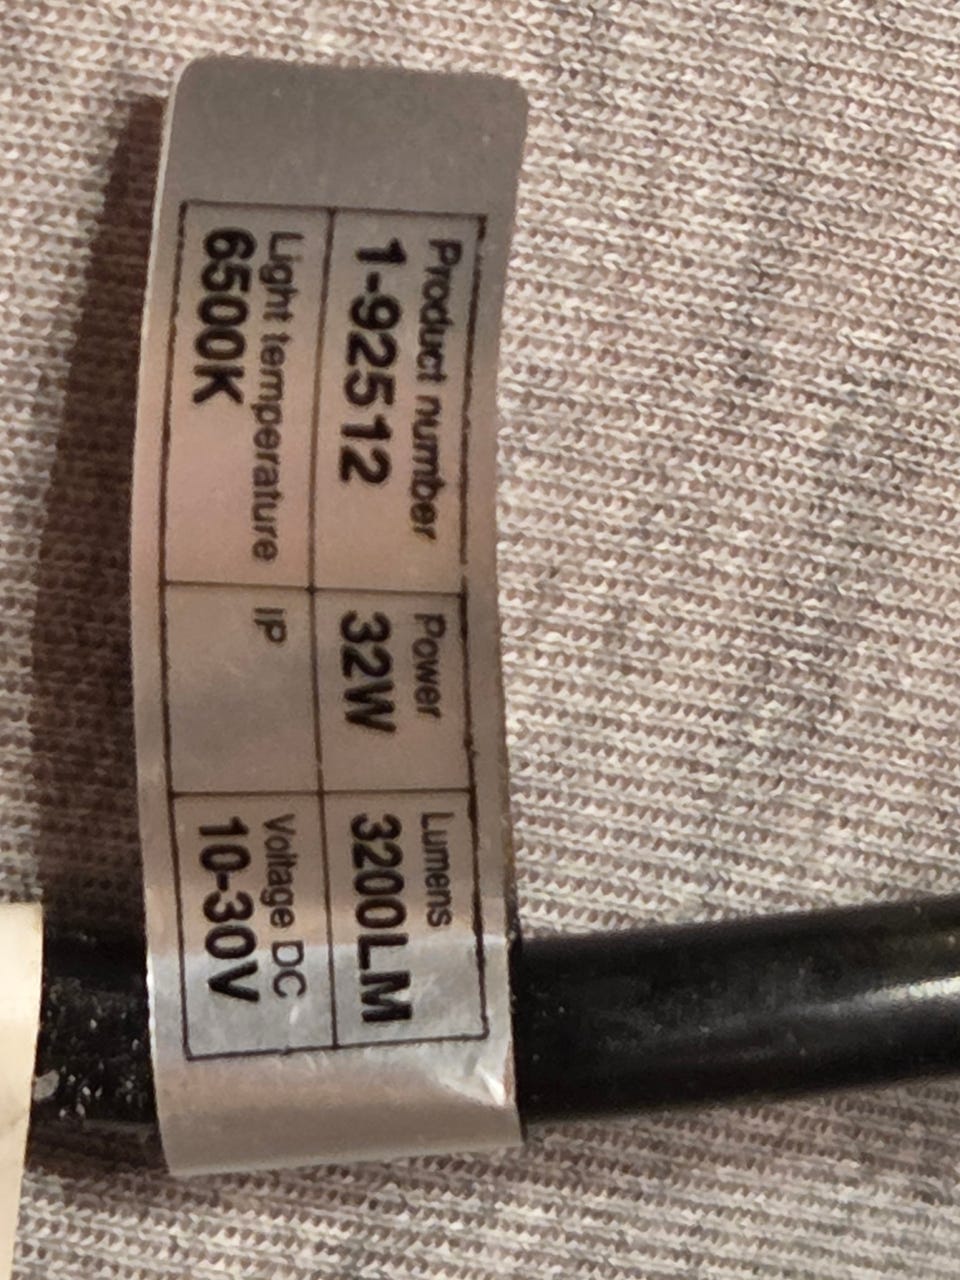 Product number
1-92512
Power
32W
Lumens
3200LM
Light temperature
6500K
IP
Voltage DC
10-30V